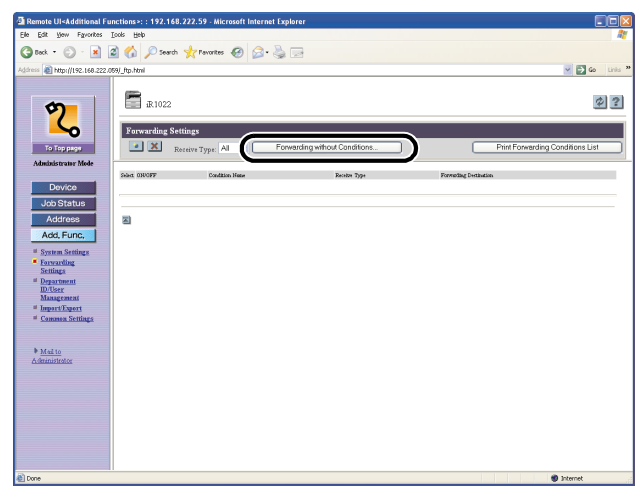 Remote UI<Additional Functions>: : 192.168.222.59 - Microsoft Internet Explorer
File Edit View Favorites Tools Help
Back Search Favorites
Address http://192.168.222.059/_ftp.html Go Links »
iR1022
To Top page
Forwarding Settings
Receive Type: All Forwarding without Conditions... Print Forwarding Conditions List
Administrator Mode
Select ON/OFF Condition Name Receive Type Forwarding Destination
Device
Job Status
Address
Add. Func.
System Settings
Forwarding
Settings
Department
ID/User
Management
Import/Export
Common Settings
Mail to
Administrator
Done Internet